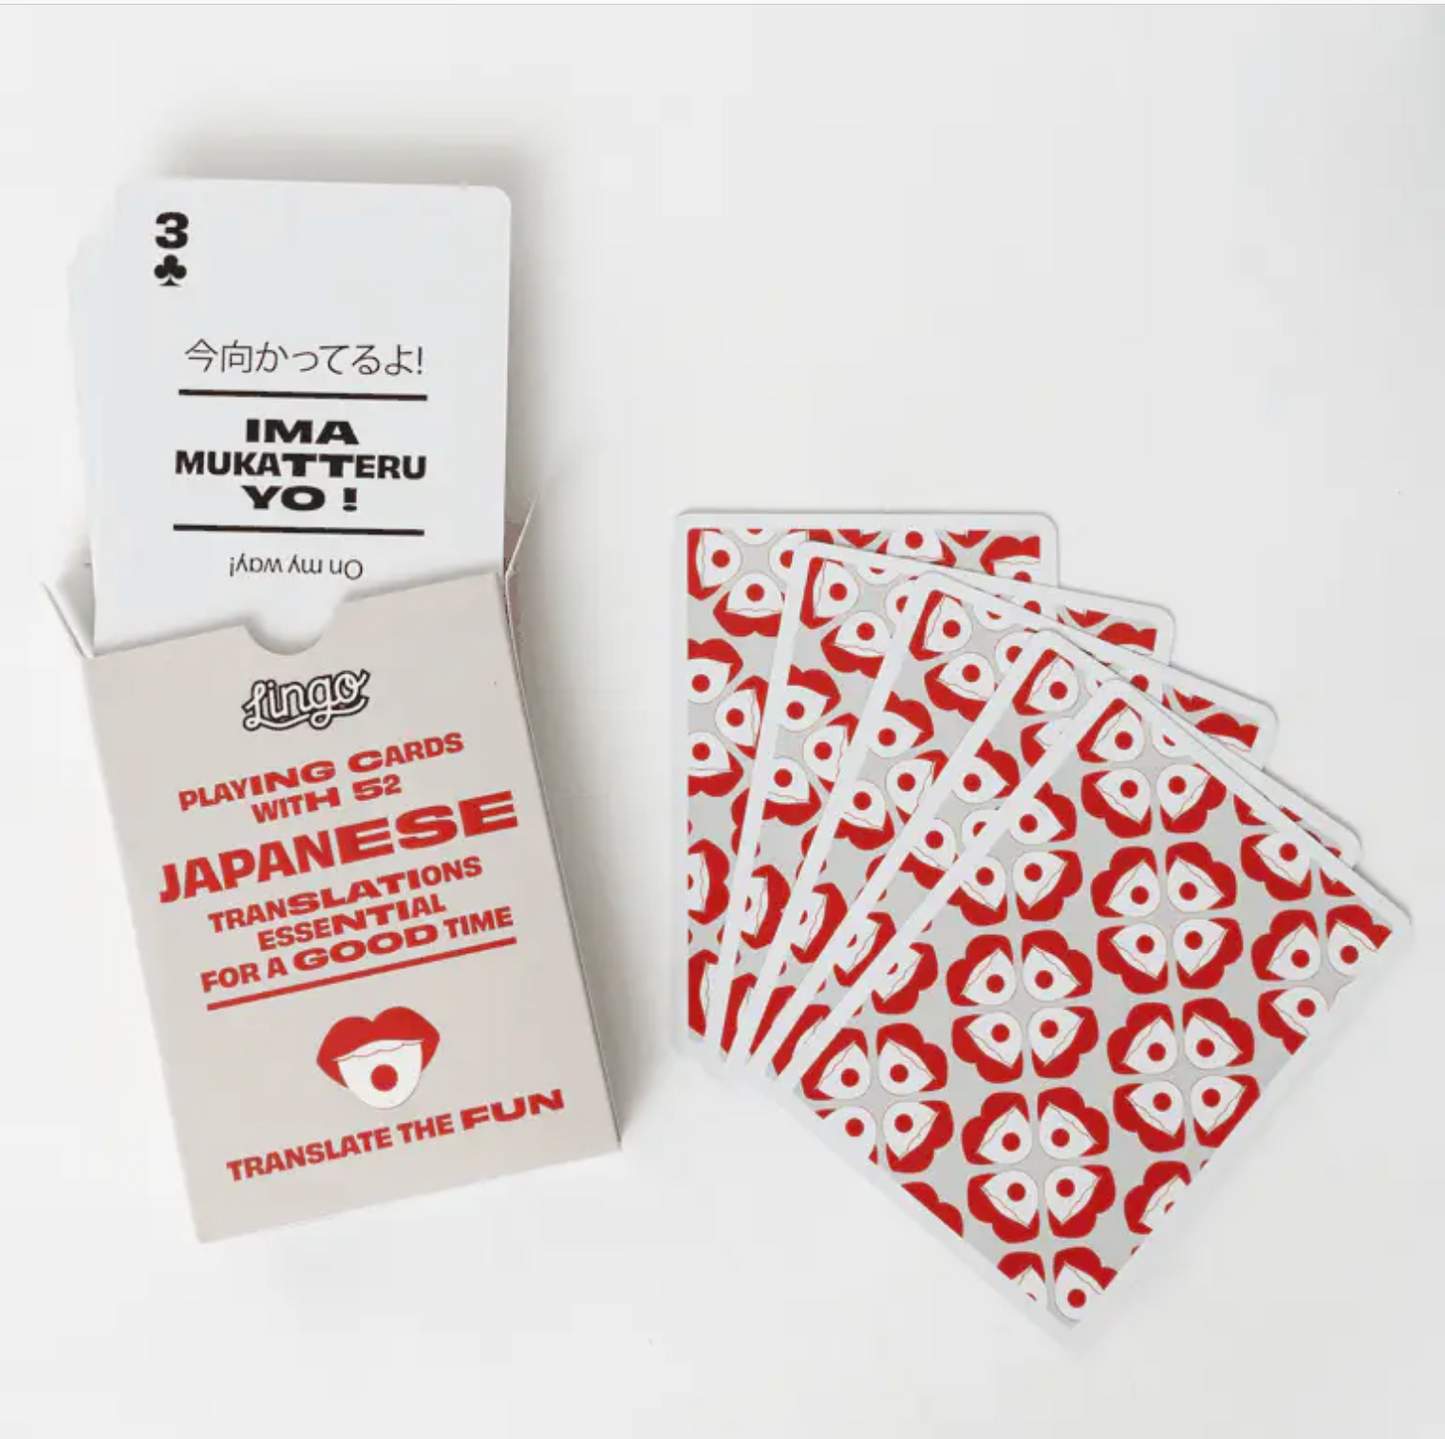 3
今向かってるよ!
IMA
MUKATTERU
YO !
On my way!
Lingo
PLAYING CARDS
WITH 52
JAPANESE
TRANSLATIONS
ESSENTIAL
FOR A GOOD TIME
TRANSLATE THE FUN